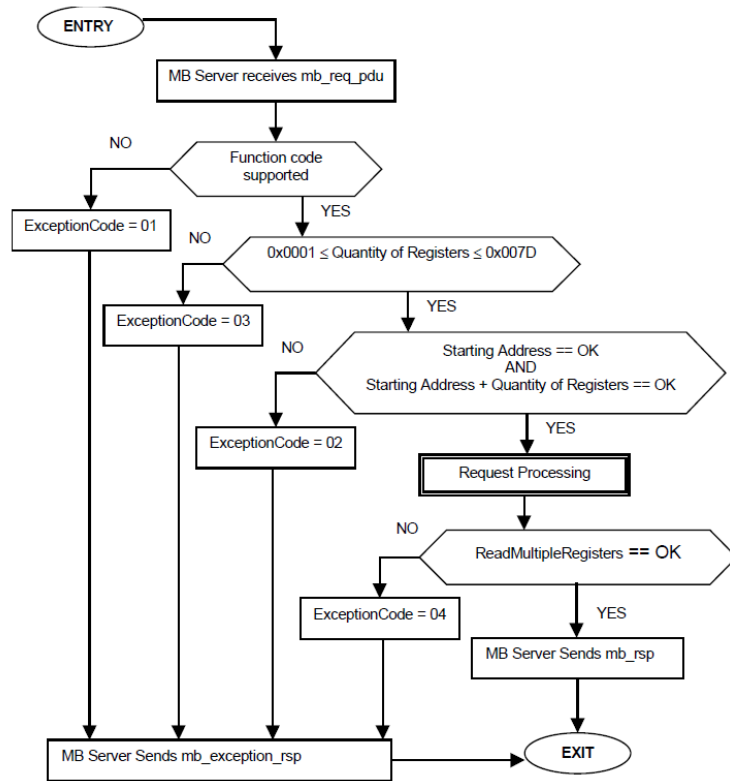 ENTRY
MB Server receives mb_req_pdu
NO
Function code
supported
YES
ExceptionCode = 01
NO
0x0001 ≤ Quantity of Registers ≤ 0x007D
YES
ExceptionCode = 03
NO
Starting Address == OK
AND
Starting Address + Quantity of Registers == OK
YES
ExceptionCode = 02
Request Processing
NO
ReadMultipleRegisters == OK
YES
ExceptionCode = 04
MB Server Sends mb_rsp
MB Server Sends mb_exception_rsp
EXIT